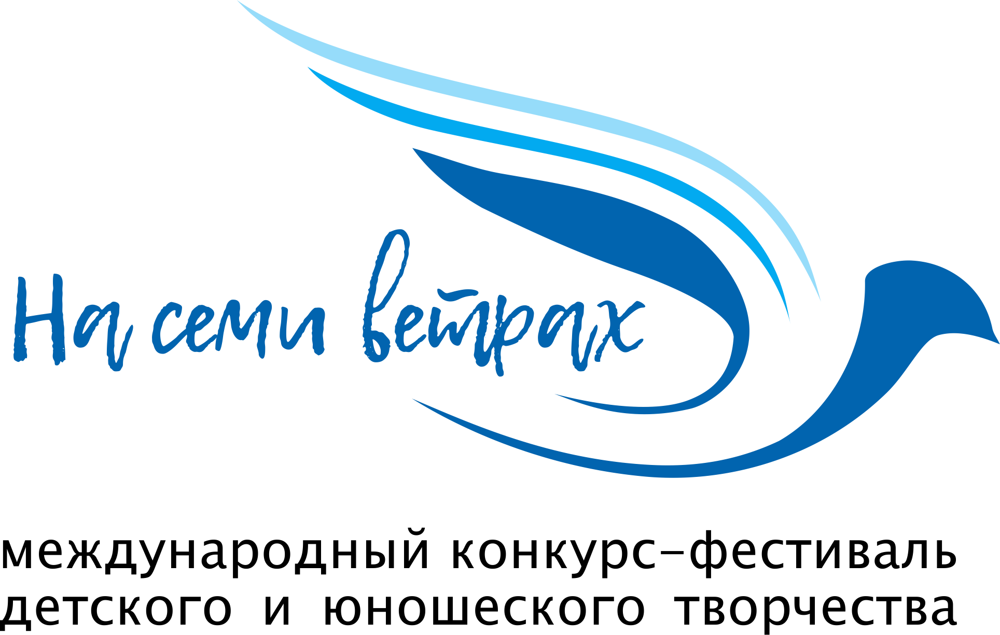 На семи ветрах
международный конкурс-фестиваль
детского и юношеского творчества